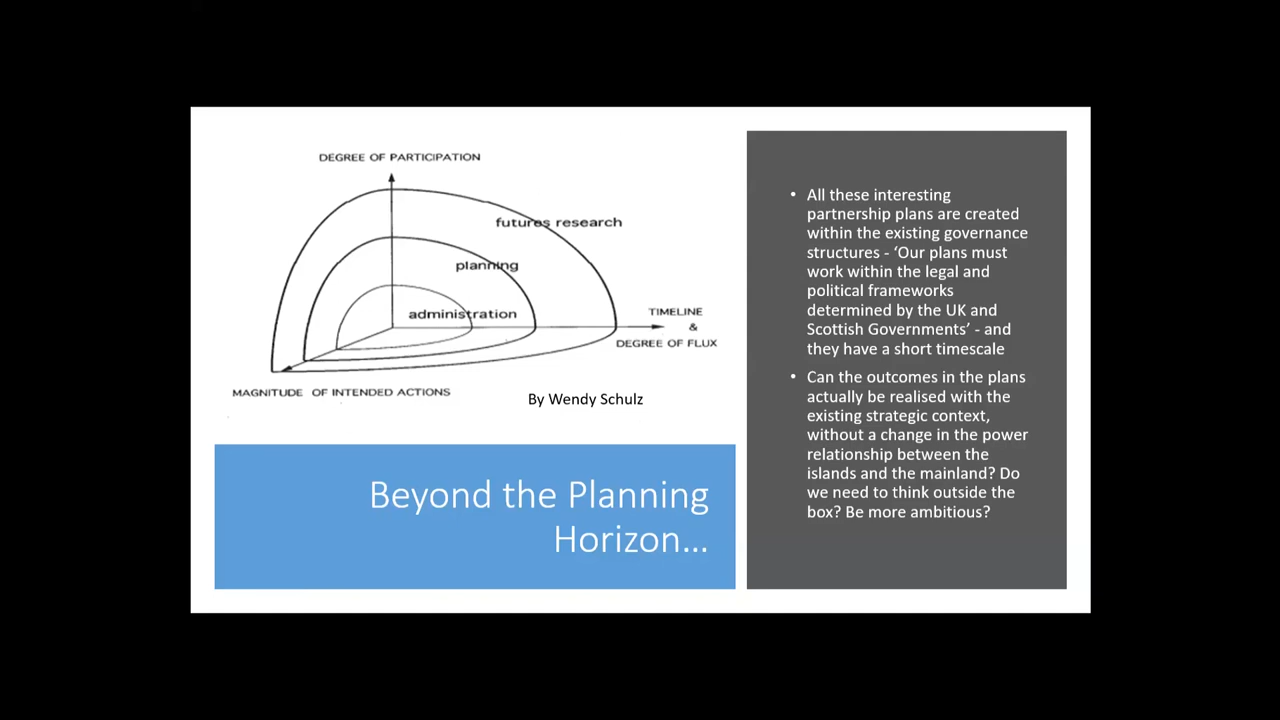 DEGREE OF PARTICIPATION
futures research
planning
administration
TIMELINE
&
DEGREE OF FLUX
MAGNITUDE OF INTENDED ACTIONS
By Wendy Schulz
Beyond the Planning
Horizon...
• All these interesting
partnership plans are created
within the existing governance
structures - ‘Our plans must
work within the legal and
political frameworks
determined by the UK and
Scottish Governments’ - and
they have a short timescale
• Can the outcomes in the plans
actually be realised with the
existing strategic context,
without a change in the power
relationship between the
islands and the mainland? Do
we need to think outside the
box? Be more ambitious?